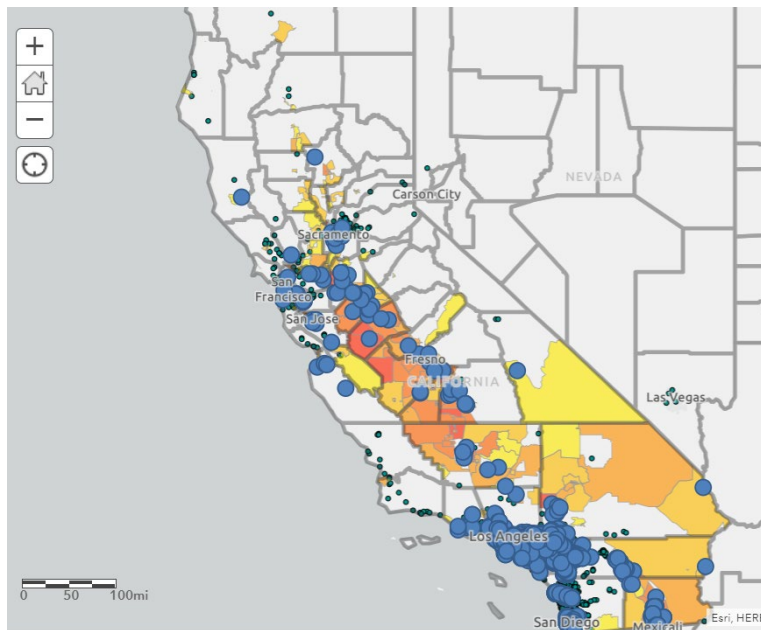 +
−
NEVADA
Carson City
Sacramento
San
Francisco
San Jose
Fresno
CALIFORNIA
Las Vegas
Los Angeles
San Diego
Mexicali
0 50 100mi
Esri, HERE